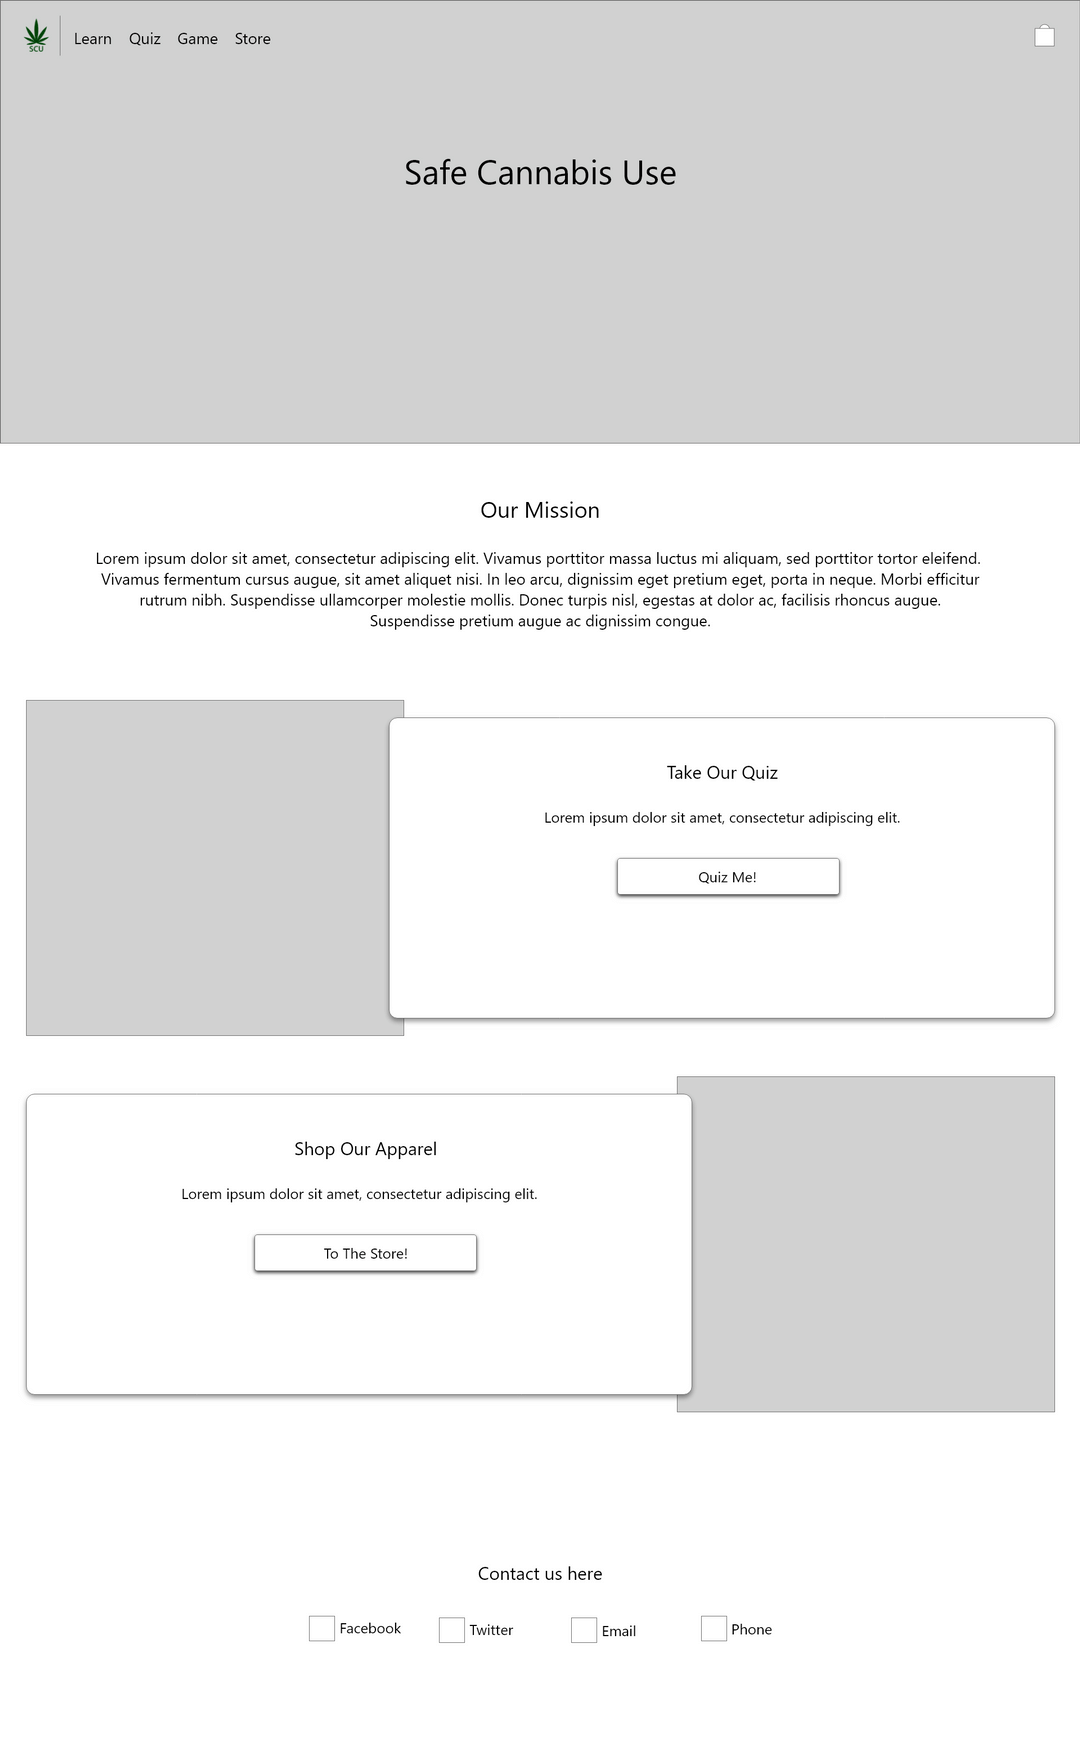 SCU
Learn Quiz Game Store
Safe Cannabis Use
Our Mission
Lorem ipsum dolor sit amet, consectetur adipiscing elit. Vivamus porttitor massa luctus mi aliquam, sed porttitor tortor eleifend.
Vivamus fermentum cursus augue, sit amet aliquet nisi. In leo arcu, dignissim eget pretium eget, porta in neque. Morbi efficitur
rutrum nibh. Suspendisse ullamcorper molestie mollis. Donec turpis nisl, egestas at dolor ac, facilisis rhoncus augue.
Suspendisse pretium augue ac dignissim congue.
Take Our Quiz
Lorem ipsum dolor sit amet, consectetur adipiscing elit.
Quiz Me!
Shop Our Apparel
Lorem ipsum dolor sit amet, consectetur adipiscing elit.
To The Store!
Contact us here
Facebook Twitter Email Phone